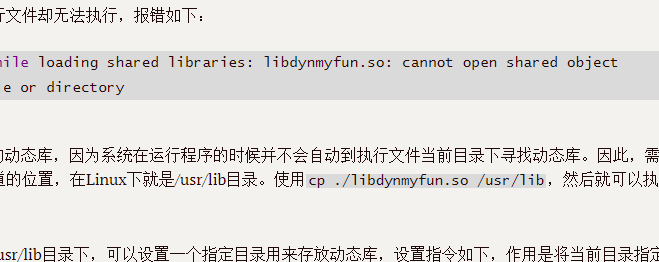 行文件却无法执行，报错如下：
hile loading shared libraries: libdynmyfun.so: cannot open shared object
e or directory
的动态库，因为系统在运行程序的时候并不会自动到执行文件当前目录下寻找动态库。因此，需
道的位置，在Linux下就是/usr/lib目录。使用cp ./libdynmyfun.so /usr/lib，然后就可以执
usr/lib目录下，可以设置一个指定目录用来存放动态库，设置指令如下，作用是将当前目录指定